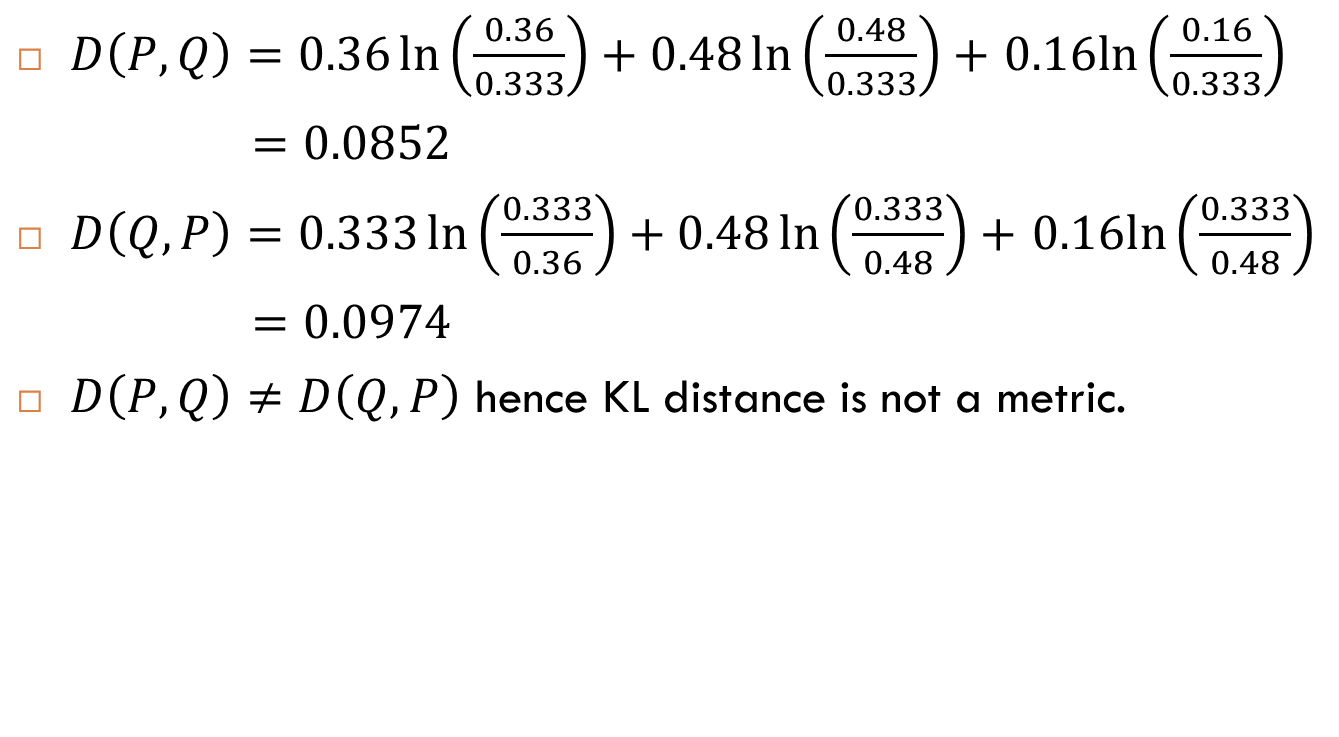 □ D(P,Q) = 0.36 ln (0.36/0.333) + 0.48 ln (0.48/0.333) + 0.16ln (0.16/0.333)
= 0.0852
□ D(Q,P) = 0.333 ln (0.333/0.36) + 0.48 ln (0.333/0.48) + 0.16ln (0.333/0.48)
= 0.0974
□ D(P,Q) ≠ D(Q,P) hence KL distance is not a metric.